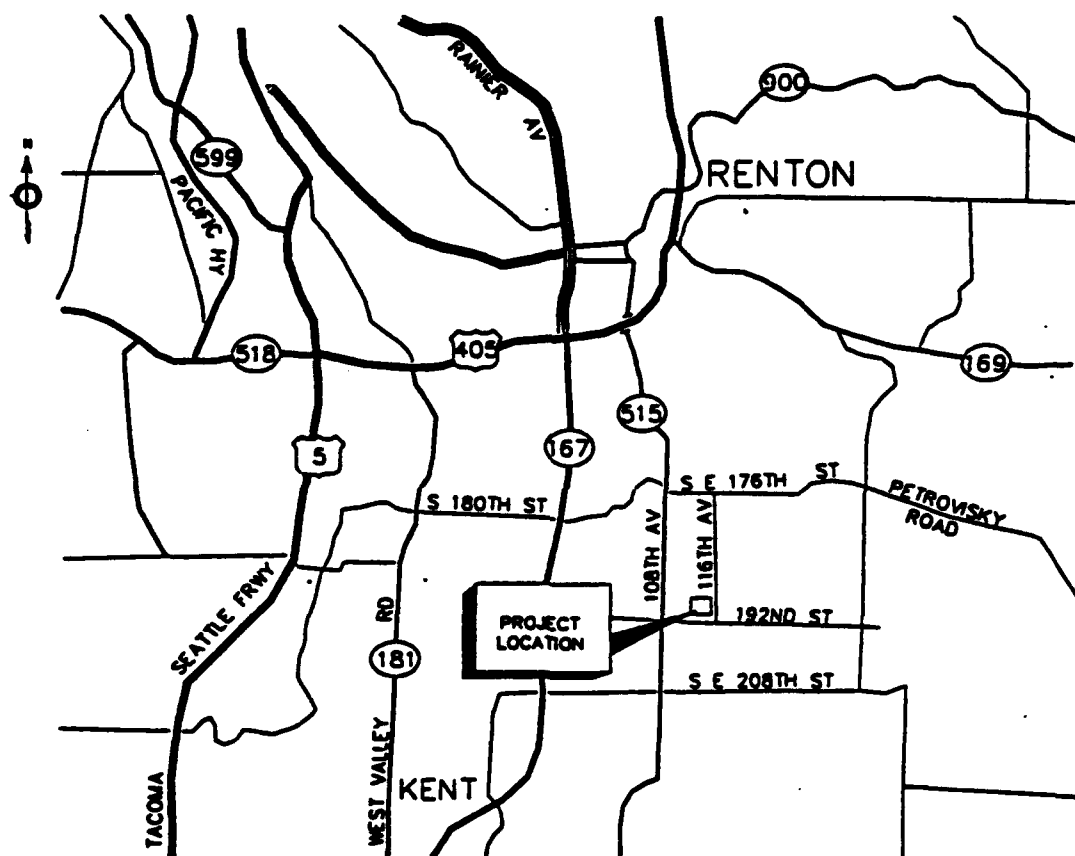 RAINIER
AV
900
N
599
RENTON
PACIFIC HY
518
405
169
515
5
167
S E 176TH ST
S 180TH ST
PETROVISKY
ROAD
108TH AV
116TH AV
SEATTLE FRWY
RD
PROJECT
LOCATION
192ND ST
181
S E 208TH ST
TACOMA
WEST VALLEY
KENT